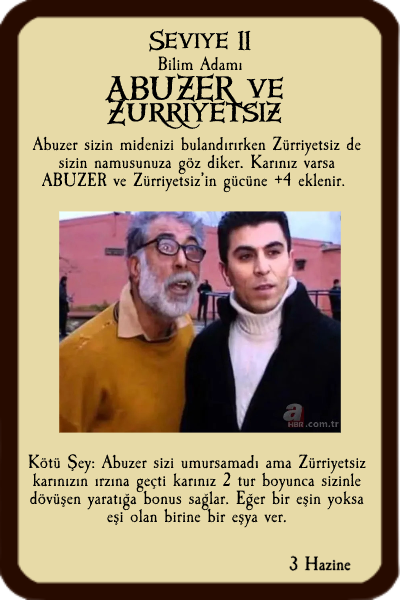 SEVIYE 11
Bilim Adamı
ABUZER VE
ZÜRRIYETSIZ
Abuzer sizin midenizi bulandırırken Zürriyetsiz de
sizin namusunuza göz diker. Karınız varsa
ABUZER ve Zürriyetsiz'in gücüne +4 eklenir.
a
HBR.com.tr
Kötü Şey: Abuzer sizi umursamadı ama Zürriyetsiz
karınızın ırzına geçti karınız 2 tur boyunca sizinle
dövüşen yaratığa bonus sağlar. Eğer bir eşin yoksa
eşi olan birine bir eşya ver.
3 Hazine